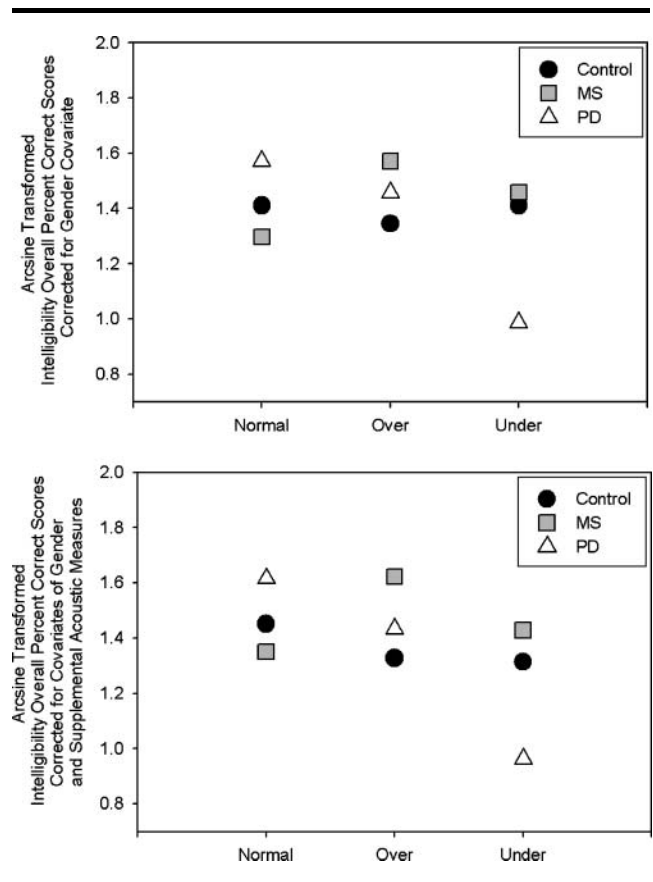 Arcsine Transformed
Intelligibility Overall Percent Correct Scores
Corrected for Gender Covariate
2.0
1.8
1.6
1.4
1.2
1.0
0.8
Control
MS
PD
Normal Over Under
Arcsine Transformed
Intelligibility Overall Percent Correct Scores
Corrected for Covariates of Gender
and Supplemental Acoustic Measures
2.0
1.8
1.6
1.4
1.2
1.0
0.8
Control
MS
PD
Normal Over Under